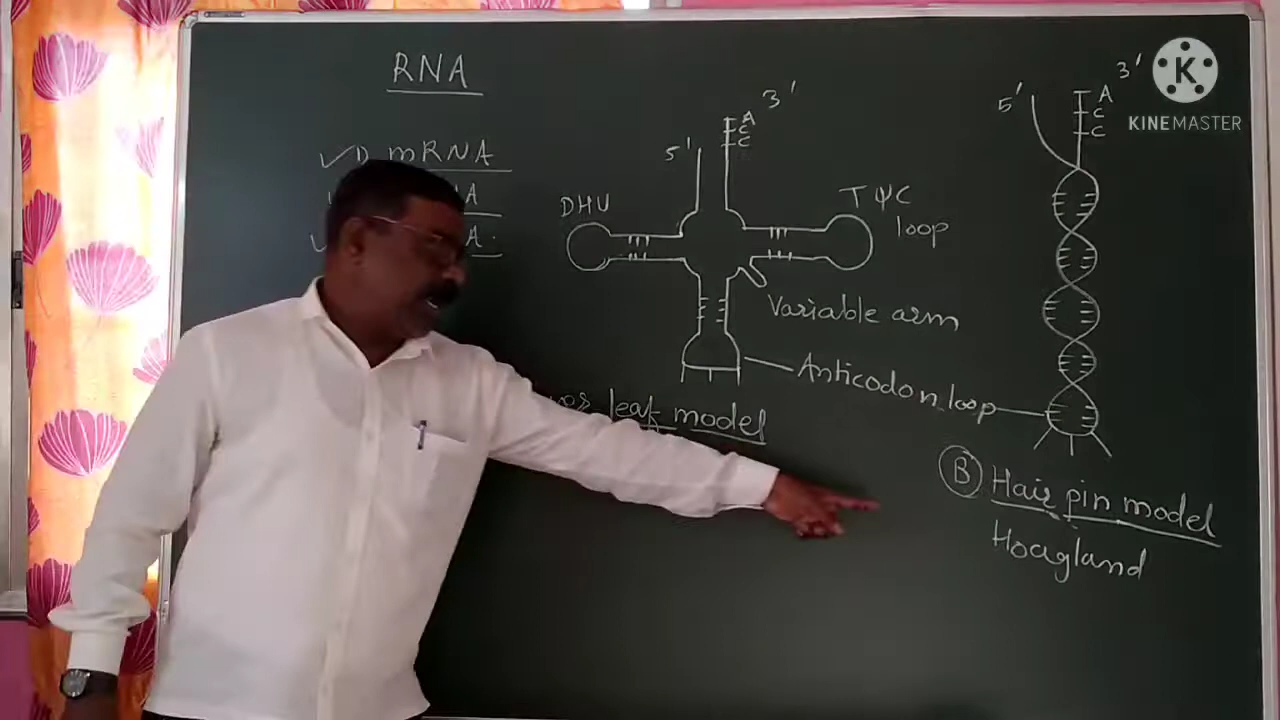 RNA
1) mRNA
A
A.
5'
3'
A
C
C
DHU
TψC
loop
Variable arm
Anticodon loop
leaf model
5'
3'
A
C
C
B Hair pin model
Hoagland
K
KINEMASTER